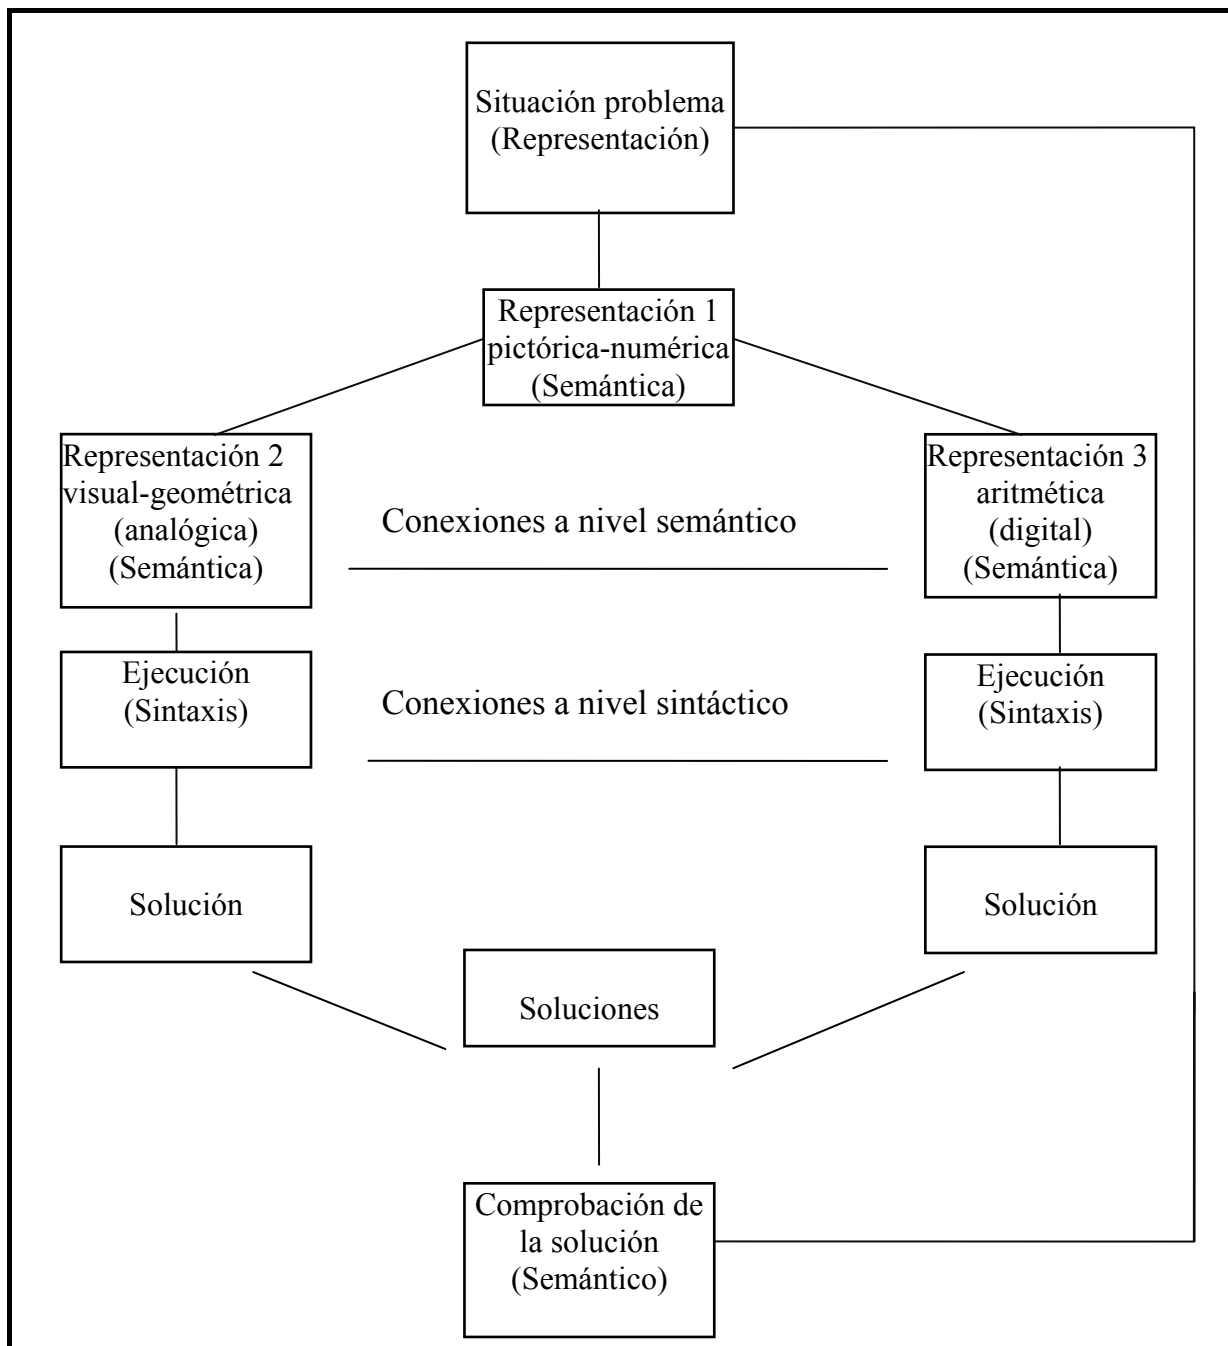 Situación problema
(Representación)
Representación 1
pictórica-numérica
(Semántica)
Representación 2
visual-geométrica
(analógica)
(Semántica)
Conexiones a nivel semántico
Representación 3
aritmética
(digital)
(Semántica)
Ejecución
(Sintaxis)
Conexiones a nivel sintáctico
Ejecución
(Sintaxis)
Solución
Solución
Soluciones
Comprobación de
la solución
(Semántico)